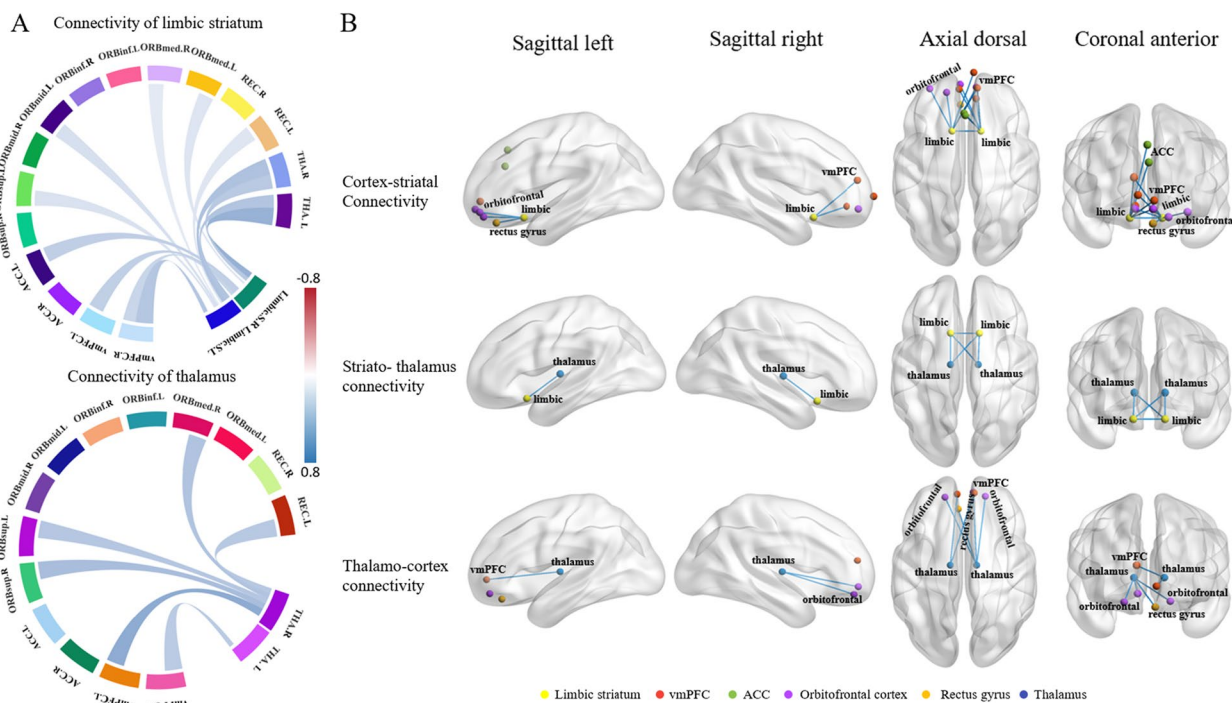 A
Connectivity of limbic striatum
ORBmid.R
ORBmid.L
ORBinf.R
ORBinf.L
ORBmed.R
ORBmed.L
REC.R
REC.L
THA.R
THA. L
Limbic.S.R
Limbic.S.L
vmPFC.R
vmPFC.L
ACC.R
ACC.L
-0.8
0.8
Connectivity of thalamus
ORBsup.R
ORBsup.L
ORBmid.R
ORBmid.L
ORBinf.R
ORBinf.L
ORBmed.R
ORBmed.L
REC.R
REC.L
THA.R
THA. L
ACC.R
ACC.L
B
Sagittal left
Sagittal right
Axial dorsal
Coronal anterior
Cortex-striatal
Connectivity
orbitofrontal
limbic
rectus gyrus
vmPFC
limbic
orbitofrontal
vmPFC
limbic
limbic
ACC
vmPFC
limbic
limbic
orbitofrontal
rectus gyrus
Striato- thalamus
connectivity
thalamus
limbic
thalamus
limbic
limbic
limbic
thalamus
thalamus
thalamus
thalamus
limbic
limbic
Thalamo-cortex
connectivity
vmPFC
thalamus
thalamus
orbitofrontal
orbitofrontal
vmPFC
rectus gyrus
orbitofrontal
thalamus
thalamus
vmPFC
thalamus
thalamus
orbitofrontal
orbitofrontal
rectus gyrus
Limbic striatum
vmPFC
ACC
Orbitofrontal cortex
Rectus gyrus
Thalamus